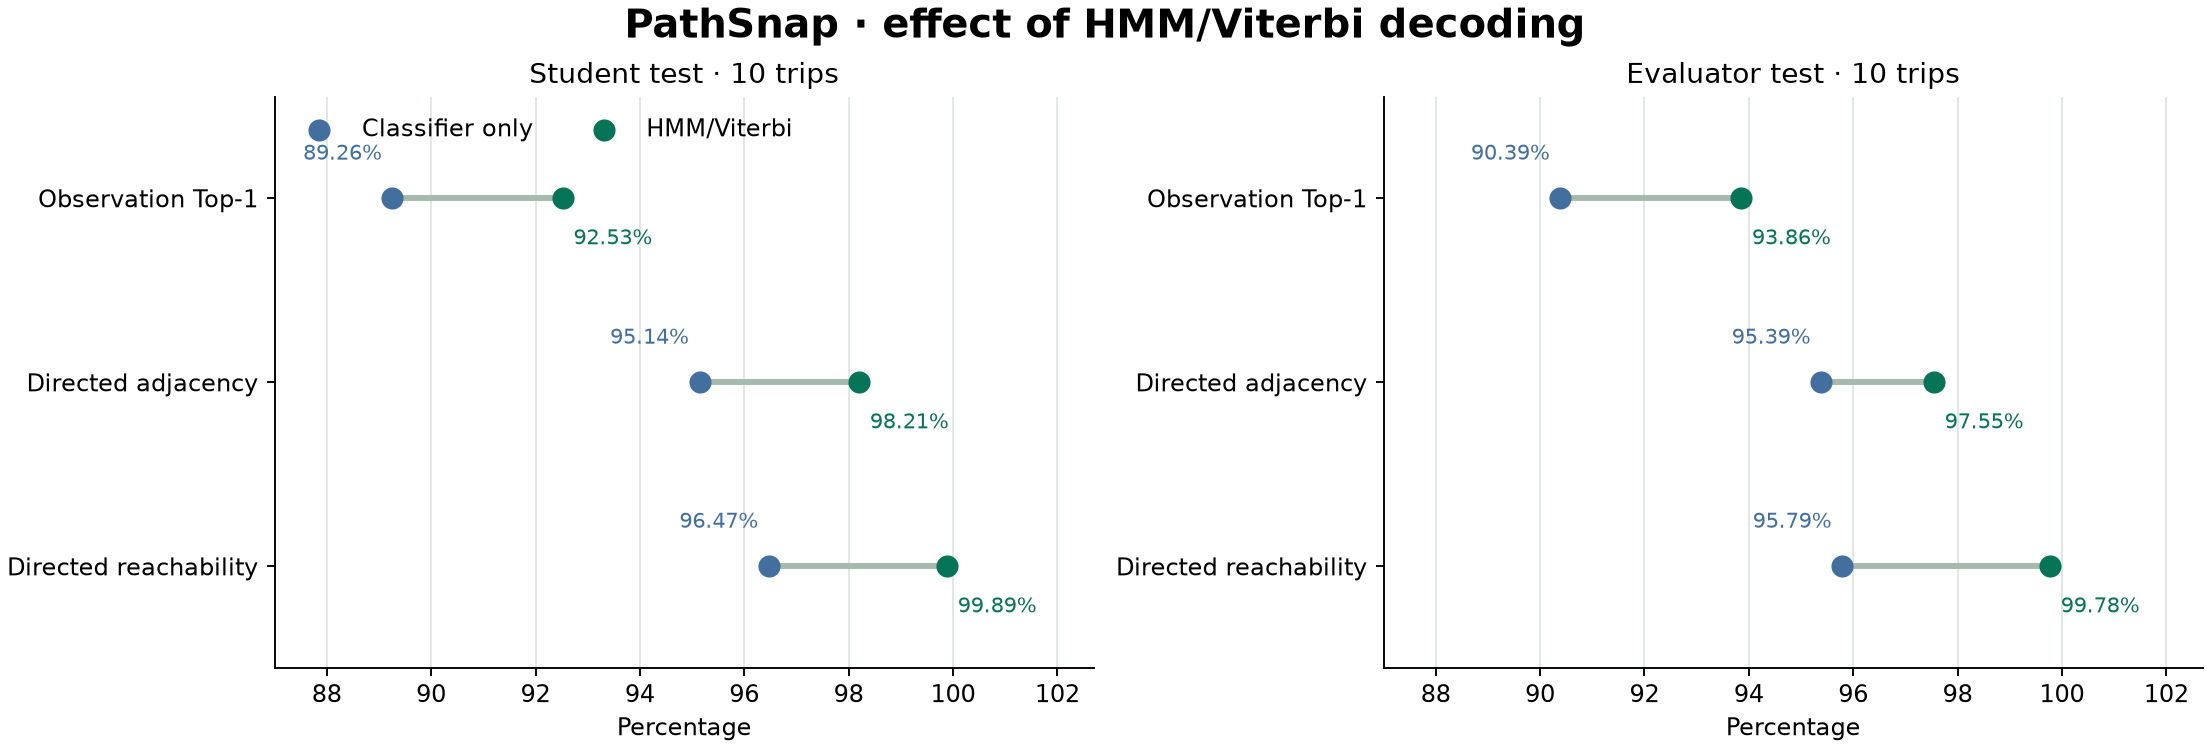 PathSnap · effect of HMM/Viterbi decoding
Student test · 10 trips
Classifier only
HMM/Viterbi
89.26%
Observation Top-1
92.53%
95.14%
Directed adjacency
98.21%
96.47%
Directed reachability
99.89%
88 90 92 94 96 98 100 102
Percentage
Evaluator test · 10 trips
90.39%
Observation Top-1
93.86%
95.39%
Directed adjacency
97.55%
95.79%
Directed reachability
99.78%
88 90 92 94 96 98 100 102
Percentage